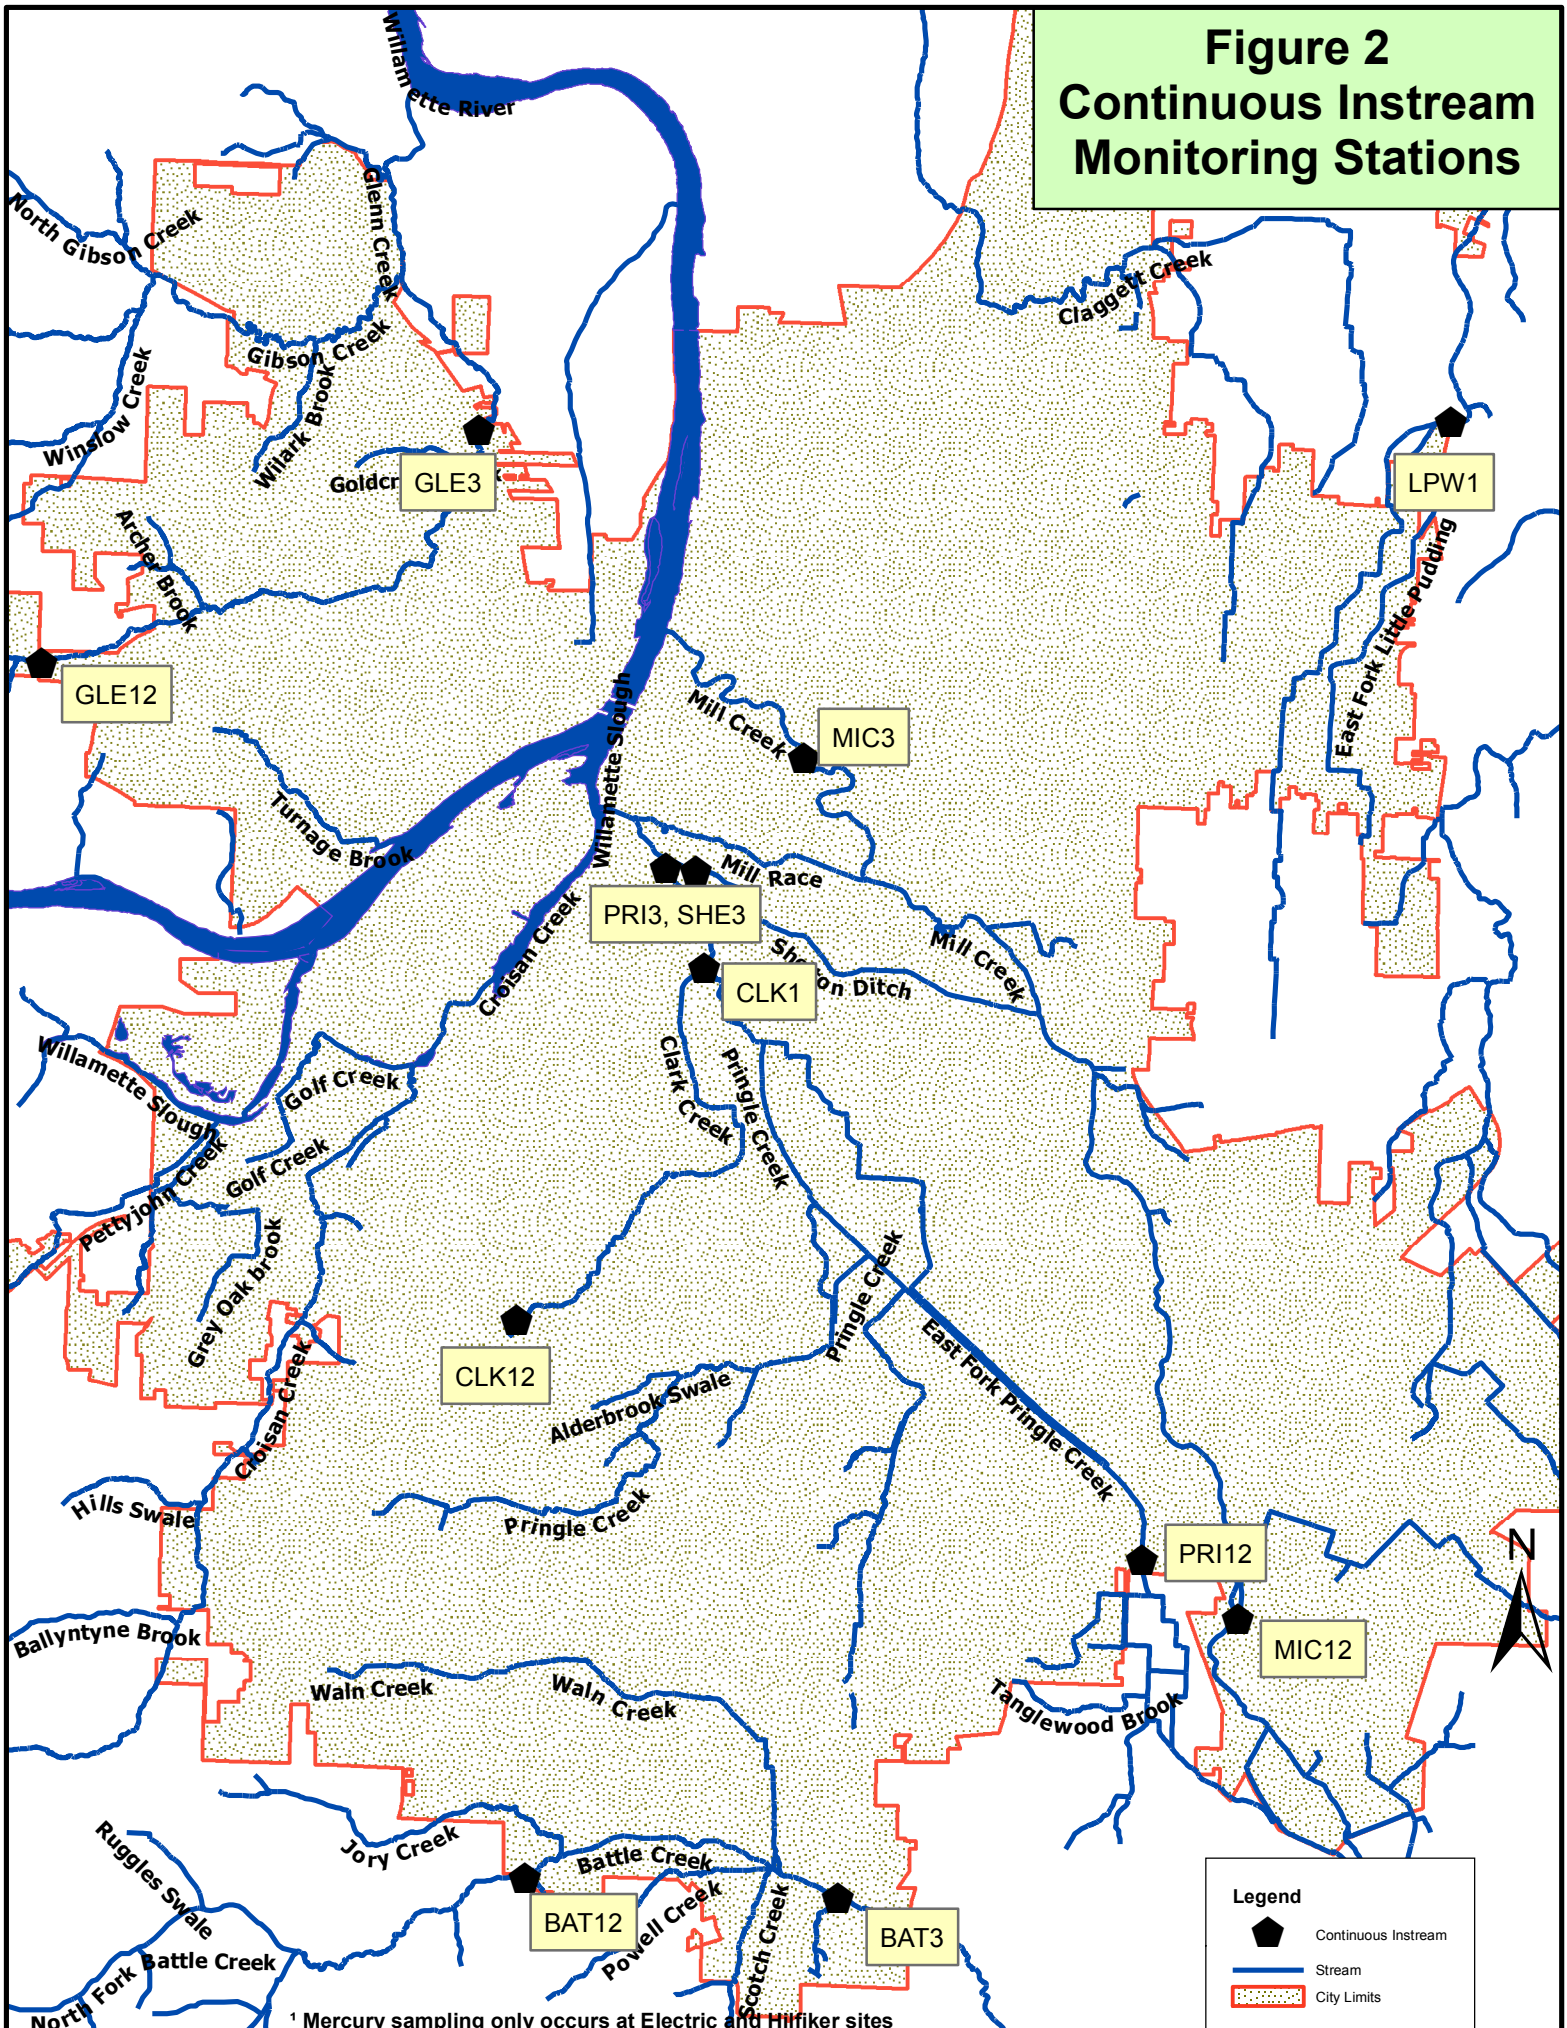 Figure 2
Continuous Instream
Monitoring Stations
Willamette River
North Gibson Creek
Glenn Creek
Claggett Creek
Gibson Creek
Winslow Creek
Wilark Brook
Goldcr
k
GLE3
LPW1
Archer Brook
East Fork Little Pudding
GLE12
Willamette Slough
Mill Creek
MIC3
Turnage Brook
Mill Race
PRI3, SHE3
Croisan Creek
Mill Creek
She
on Ditch
CLK1
Willamette Slough
Golf Creek
Clark Creek
Pringle Creek
Golf Creek
Pettyjohn Creek
Grey Oak brook
Pringle Creek
East Fork Pringle Creek
CLK12
Croisan Creek
Alderbrook Swale
Hills Swale
Pringle Creek
PRI12
N
Ballyntyne Brook
MIC12
Waln Creek
Waln Creek
Tanglewood Brook
Jory Creek
Ruggles Swale
Battle Creek
BAT12
Powell Creek
Scotch Creek
BAT3
North Fork Battle Creek
Legend
Continuous Instream
Stream
City Limits
¹ Mercury sampling only occurs at Electric and Hilfiker sites